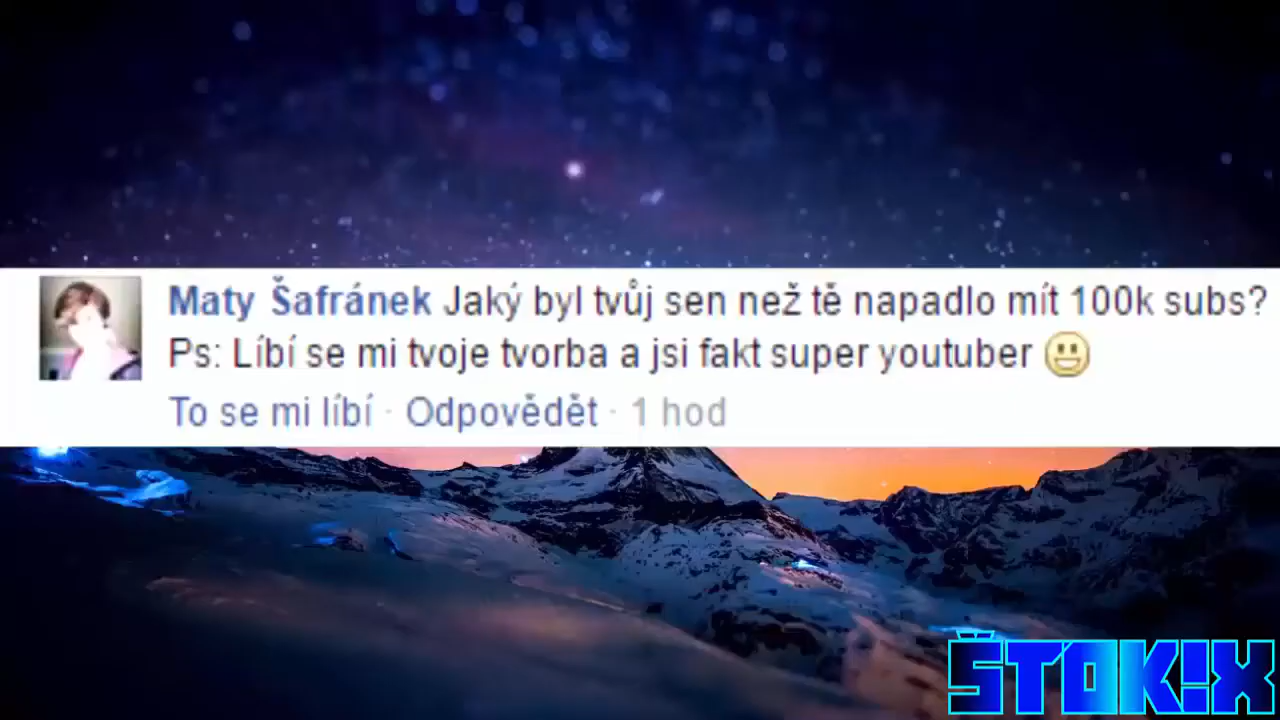 Maty Šafránek Jaký byl tvůj sen než tě napadlo mít 100k subs?
Ps: Líbí se mi tvoje tvorba a jsi fakt super youtuber 😀
To se mi líbí · Odpovědět · 1 hod
ŠTOK!X